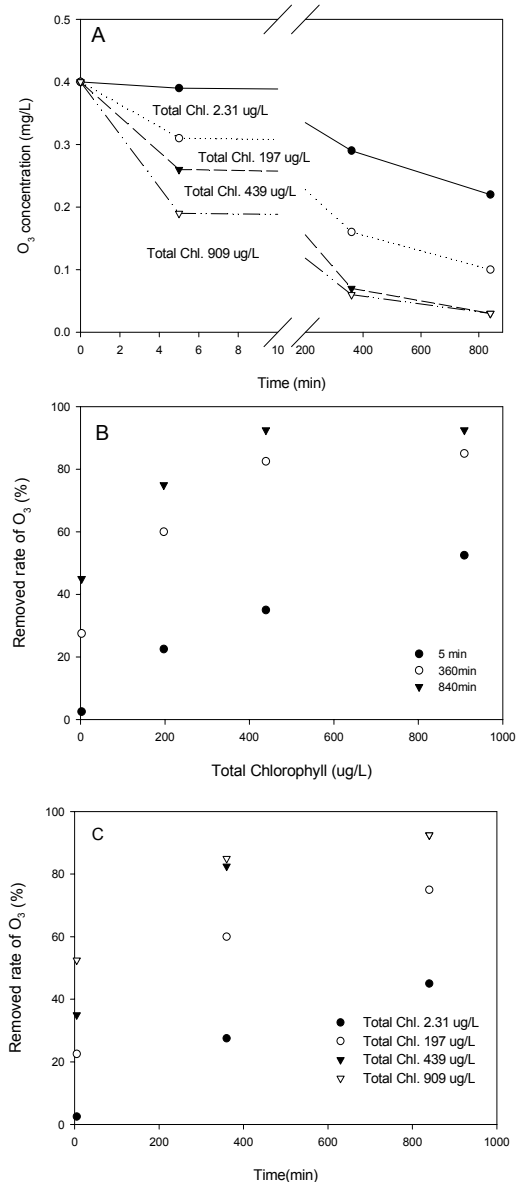 A
0.5
0.4
0.3
0.2
0.1
0.0
O3 concentration (mg/L)
Total Chl. 2.31 ug/L
Total Chl. 197 ug/L
Total Chl. 439 ug/L
Total Chl. 909 ug/L
0 2 4 6 8 10 200 400 600 800
Time (min)
B
100
80
60
40
20
0
Removed rate of O3 (%)
5 min
360min
840min
0 200 400 600 800 1000
Total Chlorophyll (ug/L)
C
100
80
60
40
20
0
Removed rate of O3 (%)
Total Chl. 2.31 ug/L
Total Chl. 197 ug/L
Total Chl. 439 ug/L
Total Chl. 909 ug/L
0 200 400 600 800 1000
Time(min)